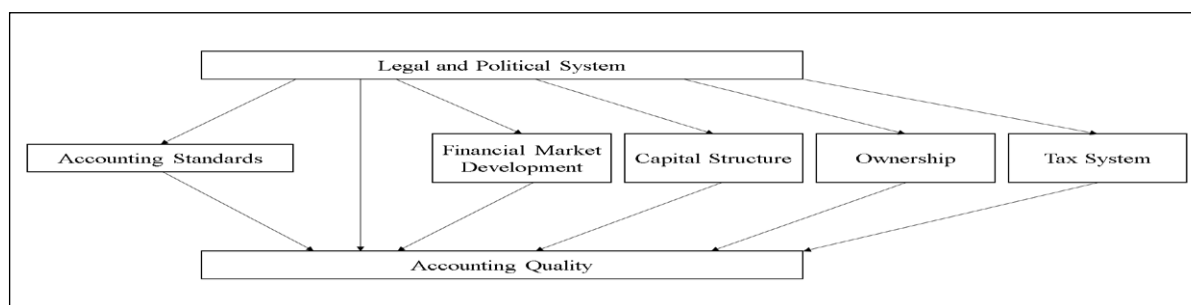 Legal and Political System
Accounting Standards
Financial Market
Development
Capital Structure
Ownership
Tax System
Accounting Quality